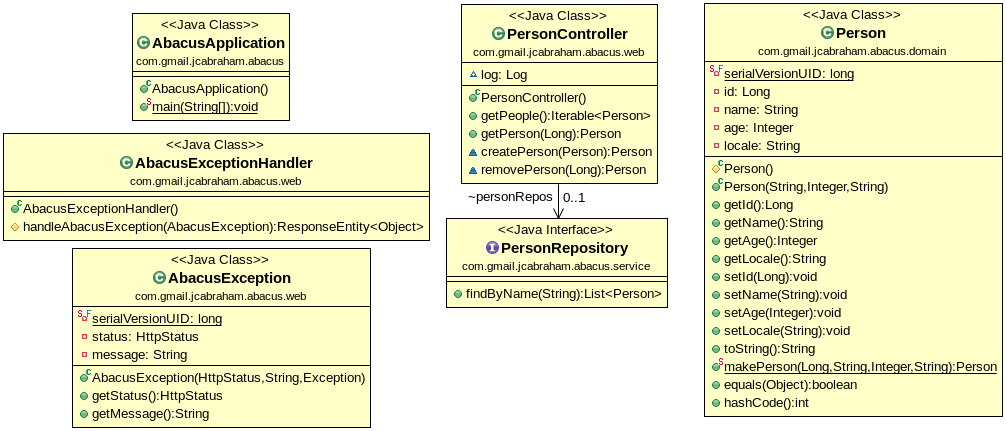 <<Java Class>>
AbacusApplication
com.gmail.jcabraham.abacus
AbacusApplication()
main(String[]):void
<<Java Class>>
AbacusExceptionHandler
com.gmail.jcabraham.abacus.web
AbacusExceptionHandler()
handleAbacusException(AbacusException):ResponseEntity<Object>
<<Java Class>>
AbacusException
com.gmail.jcabraham.abacus.web
serialVersionUID: long
status: HttpStatus
message: String
AbacusException(HttpStatus,String,Exception)
getStatus():HttpStatus
getMessage():String
<<Java Class>>
PersonController
com.gmail.jcabraham.abacus.web
log: Log
PersonController()
getPeople():Iterable<Person>
getPerson(Long):Person
createPerson(Person):Person
removePerson(Long):Person
~personRepos 0..1
<<Java Interface>>
PersonRepository
com.gmail.jcabraham.abacus.service
findByName(String):List<Person>
<<Java Class>>
Person
com.gmail.jcabraham.abacus.domain
serialVersionUID: long
id: Long
name: String
age: Integer
locale: String
Person()
Person(String,Integer,String)
getId():Long
getName():String
getAge():Integer
getLocale():String
setId(Long):void
setName(String):void
setAge(Integer):void
setLocale(String):void
toString():String
makePerson(Long,String,Integer,String):Person
equals(Object):boolean
hashCode():int